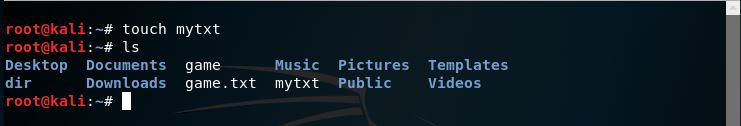 root@kali:~# touch mytxt
root@kali:~# ls
Desktop  Documents  game      Music  Pictures  Templates
dir      Downloads  game.txt  mytxt  Public    Videos
root@kali:~#